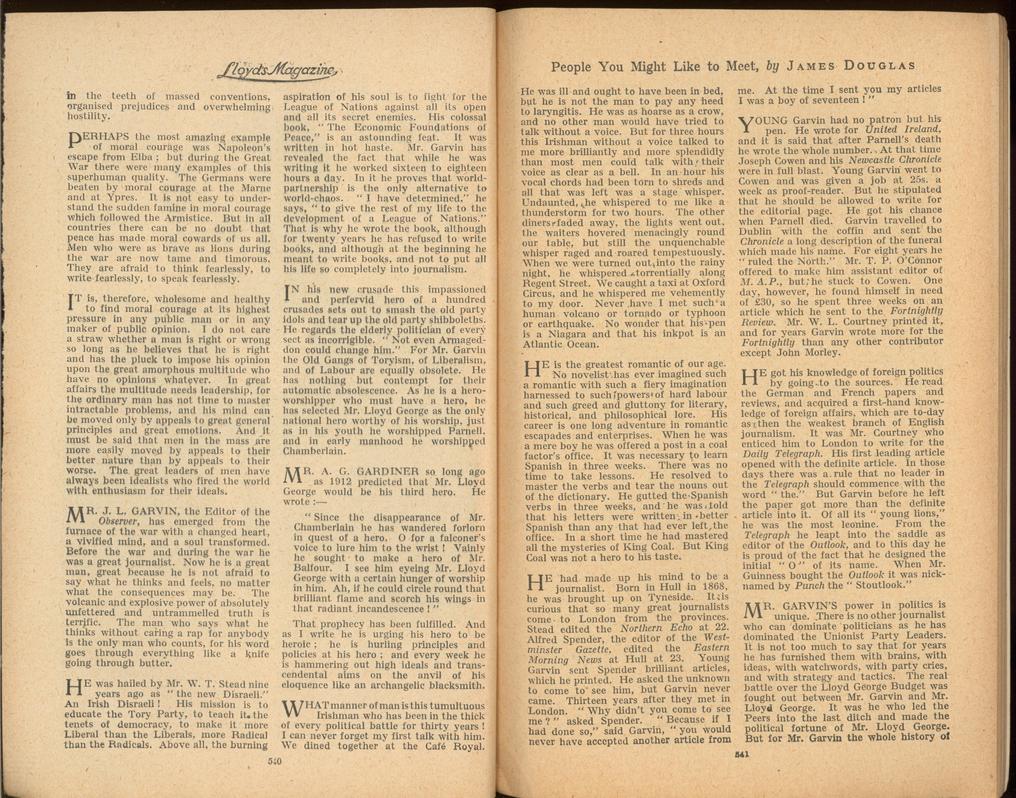 Lloyds Magazine
in the teeth of massed conventions,
organised prejudices and overwhelming
hostility.
PERHAPS the most amazing example
of moral courage was Napoleon's
escape from Elba ; but during the Great
War there were many examples of this
superhuman quality. The Germans were
beaten by moral courage at the Marne
and at Ypres. It is not easy to under-
stand the sudden famine in moral courage
which followed the Armistice. But in all
countries there can be no doubt that
peace has made moral cowards of us all.
Men who were as brave as lions during
the war are now tame and timorous.
They are afraid to think fearlessly, to
write fearlessly, to speak fearlessly.
IT is, therefore, wholesome and healthy
to find moral courage at its highest
pressure in any public man or in any
maker of public opinion. I do not care
a straw whether a man is right or wrong
so long as he believes that he is right
and has the pluck to impose his opinion
upon the great amorphous multitude who
have no opinions whatever. In great
affairs the multitude needs leadership, for
the ordinary man has not time to master
intractable problems, and his mind can
be moved only by appeals to great general
principles and great emotions. And it
must be said that men in the mass are
more easily moved by appeals to their
better nature than by appeals to their
worse. The great leaders of men have
always been idealists who fired the world
with enthusiasm for their ideals.
MR. J. L. GARVIN, the Editor of the
Observer, has emerged from the
furnace of the war with a changed heart,
a vivified mind, and a soul transformed.
Before the war and during the war he
was a great journalist. Now he is a great
man, great because he is not afraid to
say what he thinks and feels, no matter
what the consequences may be. The
volcanic and explosive power of absolutely
unfettered and untrammelled truth is
terrific. The man who says what he
thinks without caring a rap for anybody
is the only man who counts, for his word
goes through everything like a knife
going through butter.
HE was hailed by Mr. W. T. Stead nine
years ago as " the new Disraeli."
An Irish Disraeli ! His mission is to
educate the Tory Party, to teach it the
tenets of democracy, to make it more
Liberal than the Liberals, more Radical
than the Radicals. Above all, the burning
aspiration of his soul is to fight for the
League of Nations against all its open
and all its secret enemies. His colossal
book, " The Economic Foundations of
Peace," is an astounding feat. It was
written in hot haste. Mr. Garvin has
revealed the fact that while he was
writing it he worked sixteen to eighteen
hours a day. In it he proves that world-
partnership is the only alternative to
world-chaos. " I have determined," he
says, " to give the rest of my life to the
development of a League of Nations."
That is why he wrote the book, although
for twenty years he has refused to write
books, and although at the beginning he
meant to write books, and not to put all
his life so completely into journalism.
IN his new crusade this impassioned
and perfervid hero of a hundred
crusades sets out to smash the old party
idols and tear up the old party shibboleths.
He regards the elderly politician of every
sect as incorrigible. " Not even Armaged-
don could change him." For Mr. Garvin
the Old Gangs of Toryism, of Liberalism,
and of Labour are equally obsolete. He
has nothing but contempt for their
automatic obsolescence. As he is a hero-
worshipper who must have a hero, he
has selected Mr. Lloyd George as the only
national hero worthy of his worship, just
as in his youth he worshipped Parnell,
and in early manhood he worshipped
Chamberlain.
MR. A. G. GARDINER so long ago
as 1912 predicted that Mr. Lloyd
George would be his third hero. He
wrote :—
" Since the disappearance of Mr.
Chamberlain he has wandered forlorn
in quest of a hero. O for a falconer's
voice to lure him to the wrist ! Vainly
he sought to make a hero of Mr.
Balfour. I see him eyeing Mr. Lloyd
George with a certain hunger of worship
in him. Ah, if he could circle round that
brilliant flame and scorch his wings in
that radiant incandescence ! "
That prophecy has been fulfilled. And
as I write he is urging his hero to be
heroic ; he is hurling principles and
policies at his hero ; and every week he
is hammering out high ideals and trans-
cendental aims on the anvil of his
eloquence like an archangelic blacksmith.
WHAT manner of man is this tumultuous
Irishman who has been in the thick
of every political battle for thirty years !
I can never forget my first talk with him.
We dined together at the Café Royal.
540
People You Might Like to Meet, by JAMES DOUGLAS
He was ill and ought to have been in bed,
but he is not the man to pay any heed
to laryngitis. He was as hoarse as a crow,
and no other man would have tried to
talk without a voice. But for three hours
this Irishman without a voice talked to
me more brilliantly and more splendidly
than most men could talk with their
voice as clear as a bell. In an hour his
vocal chords had been torn to shreds and
all that was left was a stage whisper.
Undaunted, he whispered to me like a
thunderstorm for two hours. The other
diners faded away, the lights went out,
the waiters hovered menacingly round
our table, but still the unquenchable
whisper raged and roared tempestuously.
When we were turned out into the rainy
night, he whispered torrentially along
Regent Street. We caught a taxi at Oxford
Circus, and he whispered me vehemently
to my door. Never have I met such a
human volcano or tornado or typhoon
or earthquake. No wonder that his pen
is a Niagara and that his inkpot is an
Atlantic Ocean.
HE is the greatest romantic of our age.
No novelist has ever imagined such
a romantic with such a fiery imagination
harnessed to such powers of hard labour
and such greed and gluttony for literary,
historical, and philosophical lore. His
career is one long adventure in romantic
escapades and enterprises. When he was
a mere boy he was offered a post in a coal
factor's office. It was necessary to learn
Spanish in three weeks. There was no
time to take lessons. He resolved to
master the verbs and tear the nouns out
of the dictionary. He gutted the Spanish
verbs in three weeks, and he was told
that his letters were written in better
Spanish than any that had ever left the
office. In a short time he had mastered
all the mysteries of King Coal. But King
Coal was not a hero to his taste.
HE had made up his mind to be a
journalist. Born in Hull in 1868,
he was brought up on Tyneside. It is
curious that so many great journalists
come to London from the provinces.
Stead edited the Northern Echo at 22.
Alfred Spender, the editor of the West-
minster Gazette, edited the Eastern
Morning News at Hull at 23. Young
Garvin sent Spender brilliant articles,
which he printed. He asked the unknown
to come to see him, but Garvin never
came. Thirteen years after they met in
London. " Why didn't you come to see
me ? " asked Spender. " Because if I
had done so," said Garvin, " you would
never have accepted another article from
me. At the time I sent you my articles
I was a boy of seventeen ! "
YOUNG Garvin had no patron but his
pen. He wrote for United Ireland,
and it is said that after Parnell's death
he wrote the whole number. At that time
Joseph Cowen and his Newcastle Chronicle
were in full blast. Young Garvin went to
Cowen and was given a job at 25s. a
week as proof-reader. But he stipulated
that he should be allowed to write for
the editorial page. He got his chance
when Parnell died. Garvin travelled to
Dublin with the coffin and sent the
Chronicle a long description of the funeral
which made his name. For eight years he
" ruled the North." Mr. T. P. O'Connor
offered to make him assistant editor of
M. A. P., but he stuck to Cowen. One
day, however, he found himself in need
of £30, so he spent three weeks on an
article which he sent to the Fortnightly
Review. Mr. W. L. Courtney printed it,
and for years Garvin wrote more for the
Fortnightly than any other contributor
except John Morley.
HE got his knowledge of foreign politics
by going to the sources. He read
the German and French papers and
reviews, and acquired a first-hand know-
ledge of foreign affairs, which are to-day
as then the weakest branch of English
journalism. It was Mr. Courtney who
enticed him to London to write for the
Daily Telegraph. His first leading article
opened with the definite article. In those
days there was a rule that no leader in
the Telegraph should commence with the
word " the." But Garvin before he left
the paper got more than the definite
article into it. Of all its " young lions,"
he was the most leonine. From the
Telegraph he leapt into the saddle as
editor of the Outlook, and to this day he
is proud of the fact that he designed the
initial " O " of its name. When Mr.
Guinness bought the Outlook it was nick-
named by Punch the " Stoutlook."
MR. GARVIN'S power in politics is
unique. There is no other journalist
who can dominate politicians as he has
dominated the Unionist Party Leaders.
It is not too much to say that for years
he has furnished them with brains, with
ideas, with watchwords, with party cries,
and with strategy and tactics. The real
battle over the Lloyd George Budget was
fought out between Mr. Garvin and Mr.
Lloyd George. It was he who led the
Peers into the last ditch and made the
political fortune of Mr. Lloyd George.
But for Mr. Garvin the whole history of
541